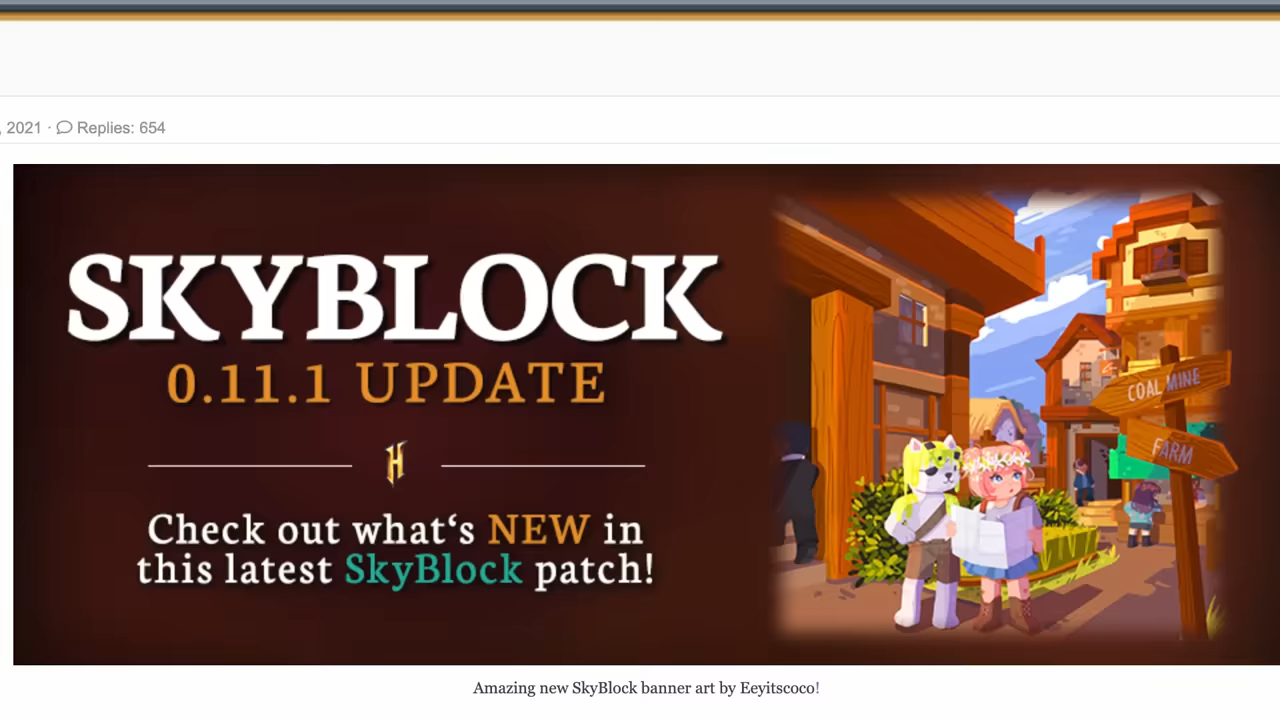 , 2021 · Replies: 654
SKYBLOCK
0.11.1 UPDATE
H
Check out what‘s NEW in
this latest SkyBlock patch!
COAL MINE
FARM
Amazing new SkyBlock banner art by Eeyitscoco!